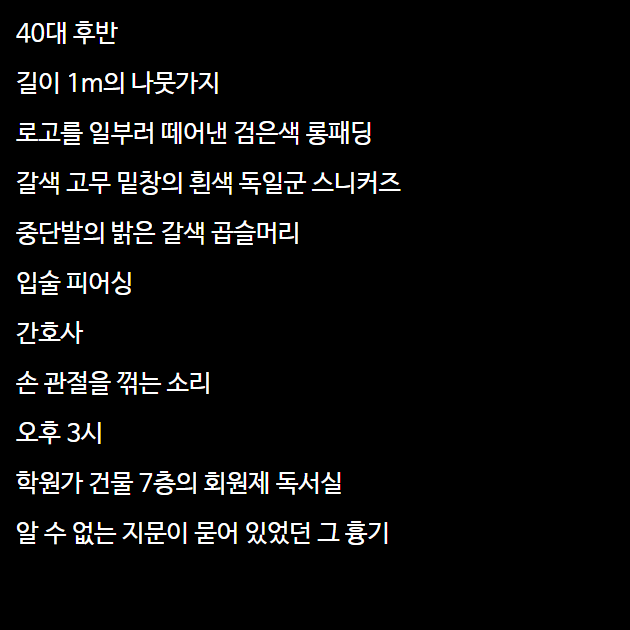 40대 후반
길이 1m의 나뭇가지
로고를 일부러 떼어낸 검은색 롱패딩
갈색 고무 밑창의 흰색 독일군 스니커즈
중단발의 밝은 갈색 곱슬머리
입술 피어싱
간호사
손 관절을 꺾는 소리
오후 3시
학원가 건물 7층의 회원제 독서실
알 수 없는 지문이 묻어 있었던 그 흉기